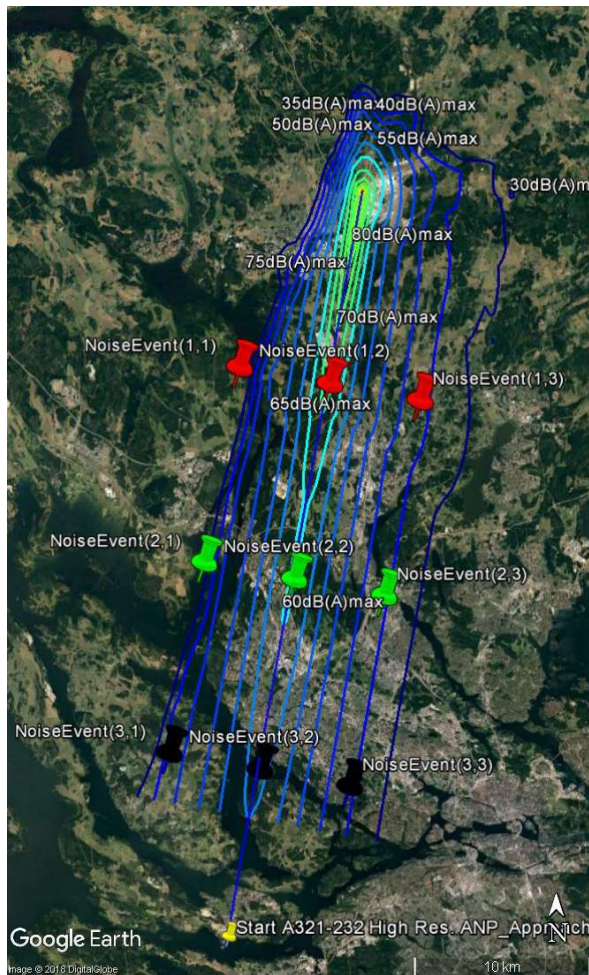 35dB(A)max
40dB(A)max
50dB(A)max
55dB(A)max
30dB(A)m
80dB(A)max
75dB(A)max
70dB(A)max
NoiseEvent(1,1)
NoiseEvent(1,2)
NoiseEvent(1,3)
65dB(A)max
NoiseEvent(2,1)
NoiseEvent(2,2)
NoiseEvent(2,3)
60dB(A)max
NoiseEvent(3,1)
NoiseEvent(3,2)
NoiseEvent(3,3)
Start A321-232 High Res. ANP_Approach
N
Google Earth
Image © 2018 DigitalGlobe
10 km